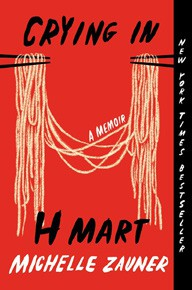 CRYING IN
A MEMOIR
H MART
MICHELLE ZAUNER
NEW YORK TIMES BESTSELLER